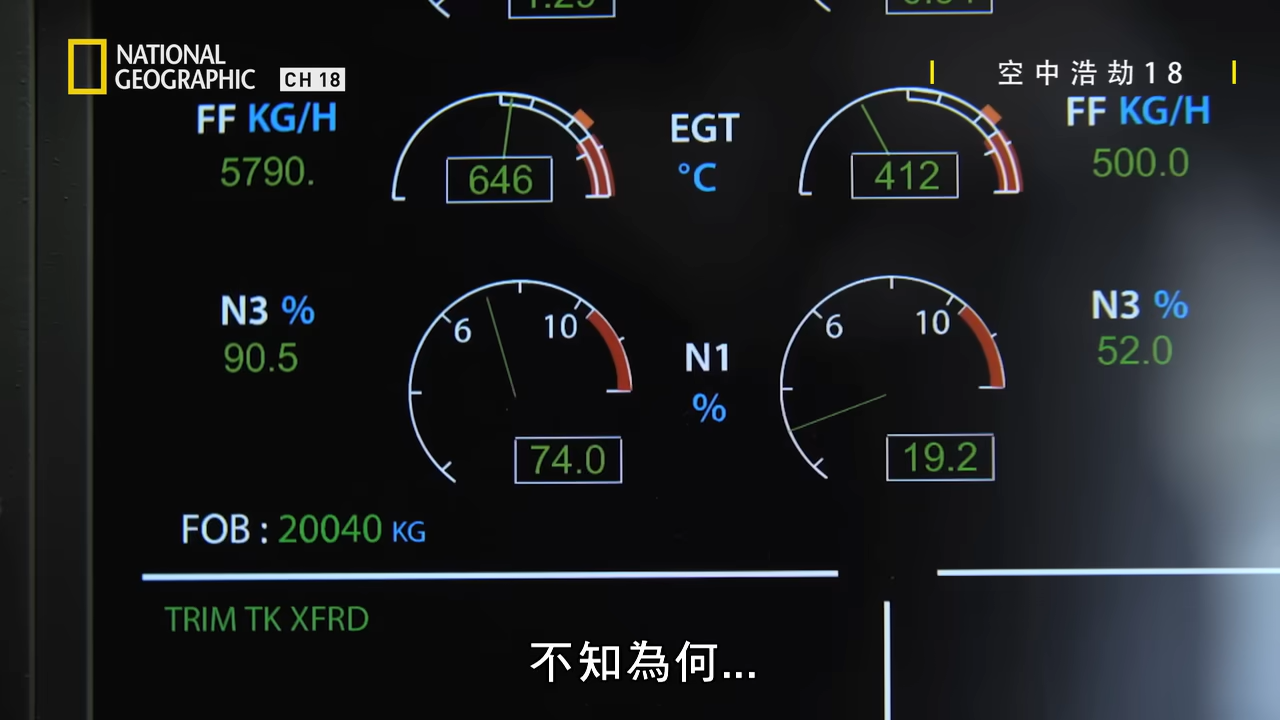 NATIONAL
GEOGRAPHIC
CH 18
空中浩劫18
FF KG/H
5790.
646
EGT
°C
412
FF KG/H
500.0
N3 %
90.5
6
10
74.0
N1
%
6
10
19.2
N3 %
52.0
FOB : 20040 KG
TRIM TK XFRD
不知為何...